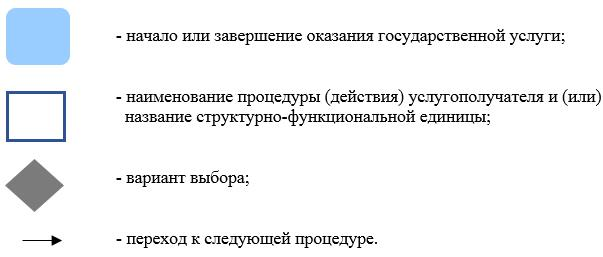 - начало или завершение оказания государственной услуги;
- наименование процедуры (действия) услугополучателя и (или)
название структурно-функциональной единицы;
- вариант выбора;
- переход к следующей процедуре.